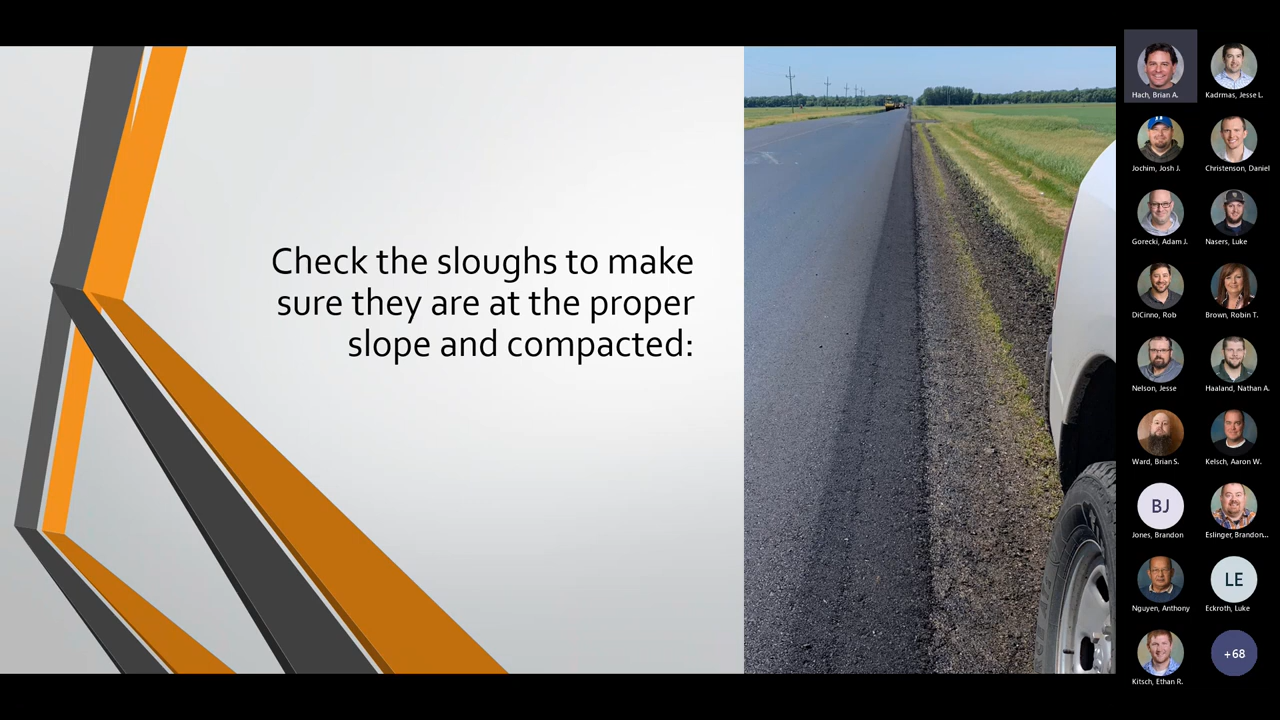 Check the sloughs to make
sure they are at the proper
slope and compacted:
Hach, Brian A.
Kadrmas, Jesse L.
Jochim, Josh J.
Christenson, Daniel
Gorecki, Adam J.
Nasers, Luke
DiCinno, Rob
Brown, Robin T.
Nelson, Jesse
Haaland, Nathan A.
Ward, Brian S.
Kelsch, Aaron W.
BJ
Jones, Brandon
Eslinger, Brandon...
Nguyen, Anthony
LE
Eckroth, Luke
Kitsch, Ethan R.
+68